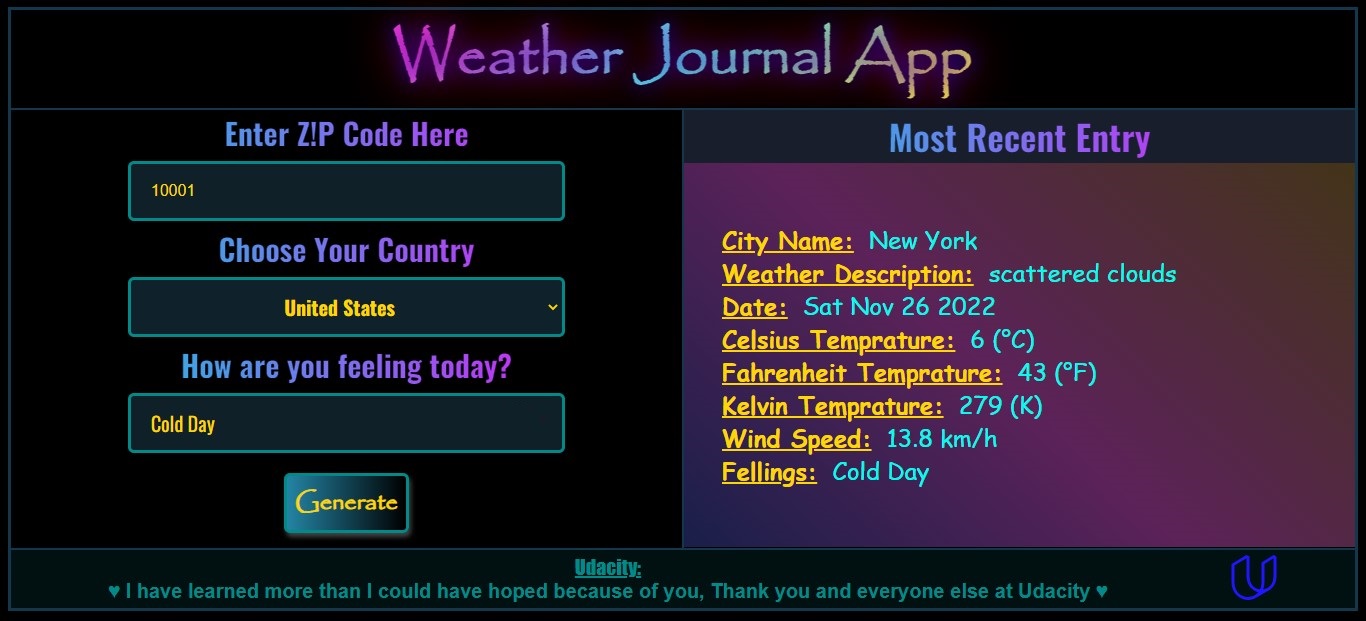 Weather Journal App
Enter Z!P Code Here
10001
Choose Your Country
United States
How are you feeling today?
Cold Day
Generate
Most Recent Entry
City Name: New York
Weather Description: scattered clouds
Date: Sat Nov 26 2022
Celsius Temprature: 6 (°C)
Fahrenheit Temprature: 43 (°F)
Kelvin Temprature: 279 (K)
Wind Speed: 13.8 km/h
Fellings: Cold Day
Udacity:
♥ I have learned more than I could have hoped because of you, Thank you and everyone else at Udacity ♥